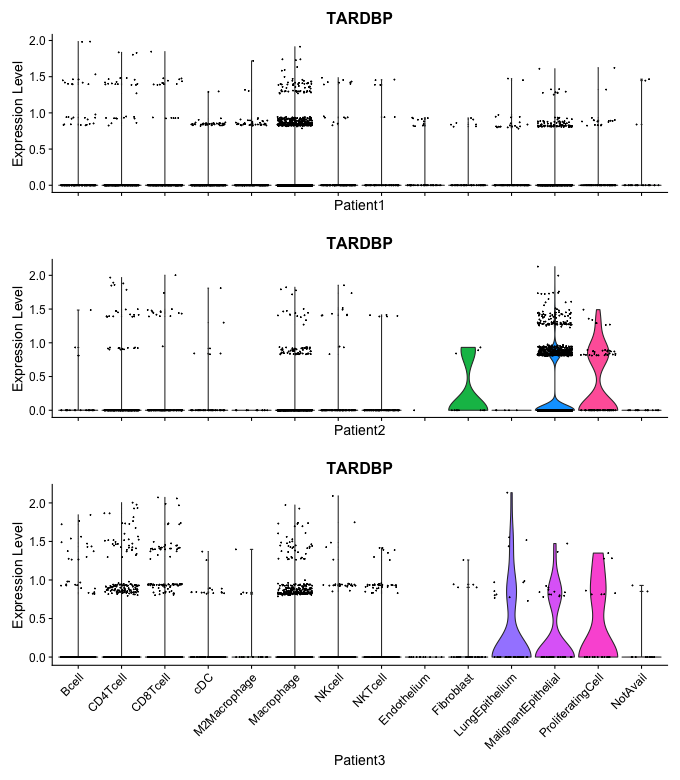 TARDBP
Expression Level
2.0
1.5
1.0
0.5
0.0
Patient1
TARDBP
Expression Level
2.0
1.5
1.0
0.5
0.0
Patient2
TARDBP
Expression Level
2.0
1.5
1.0
0.5
0.0
Bcell
CD4Tcell
CD8Tcell
cDC
M2Macrophage
Macrophage
NKcell
NKTcell
Endothelium
Fibroblast
LungEpithelium
MalignantEpithelial
ProliferatingCell
NotAvail
Patient3